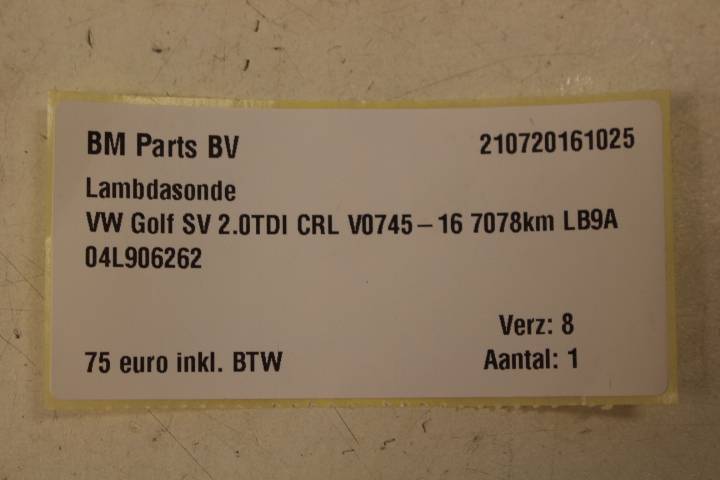 BM Parts BV 210720161025
Lambdasonde
VW Golf SV 2.0TDI CRL V0745-16 7078km LB9A
04L906262
Verz: 8
75 euro inkl. BTW Aantal: 1